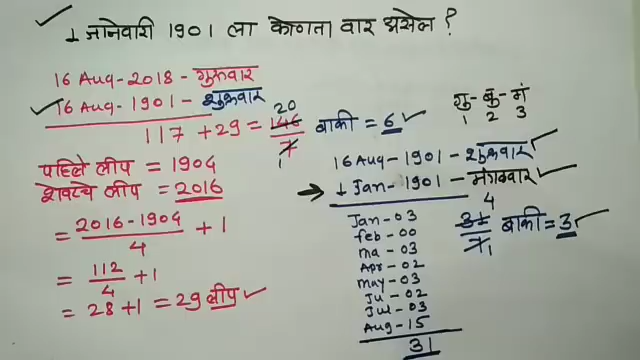 1 जानेवारी 1901 ला कोणता वार असेल?
16 Aug-2018-गुरुवार
16 Aug-1901-शुक्रवार
117+29=146 20 बाकी=6
7 1
पहिले लीप = 1904
शेवटचे लीप = 2016
= 2016-1904 + 1
4
= 112 + 1
4
= 28+1 = 29 लीप
गु-बु-मं
1 2 3
16Aug-1901-शुक्रवार
1 Jan-1901-मंगळवार
Jan-03
feb-00
ma-03
Apr-02
may-03
Ju-02
Jul-03
Aug-15
31
4
31 बाकी=3
7 1